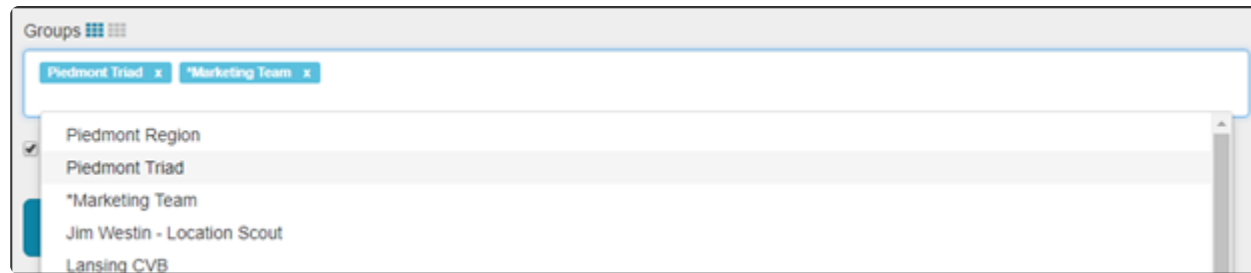 Groups
Piedmont Triad x *Marketing Team x
Piedmont Region
Piedmont Triad
*Marketing Team
Jim Westin - Location Scout
Lansing CVB